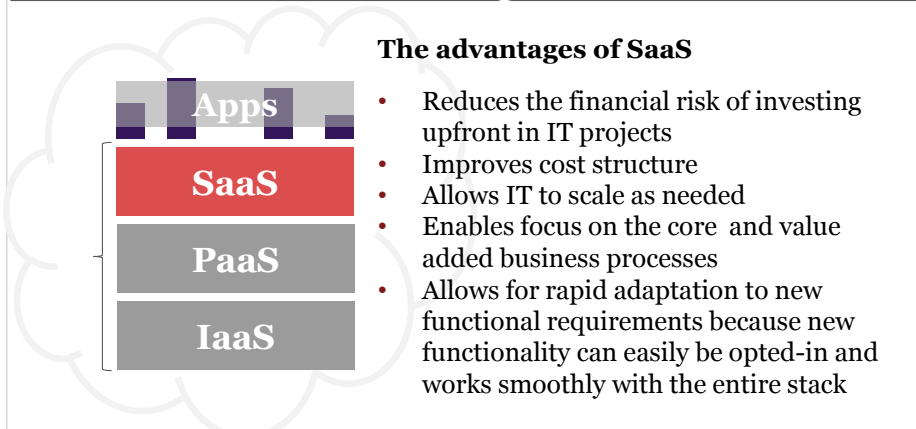 The advantages of SaaS
Apps
SaaS
PaaS
IaaS
• Reduces the financial risk of investing
upfront in IT projects
• Improves cost structure
• Allows IT to scale as needed
• Enables focus on the core  and value
added business processes
• Allows for rapid adaptation to new
functional requirements because new
functionality can easily be opted-in and
works smoothly with the entire stack